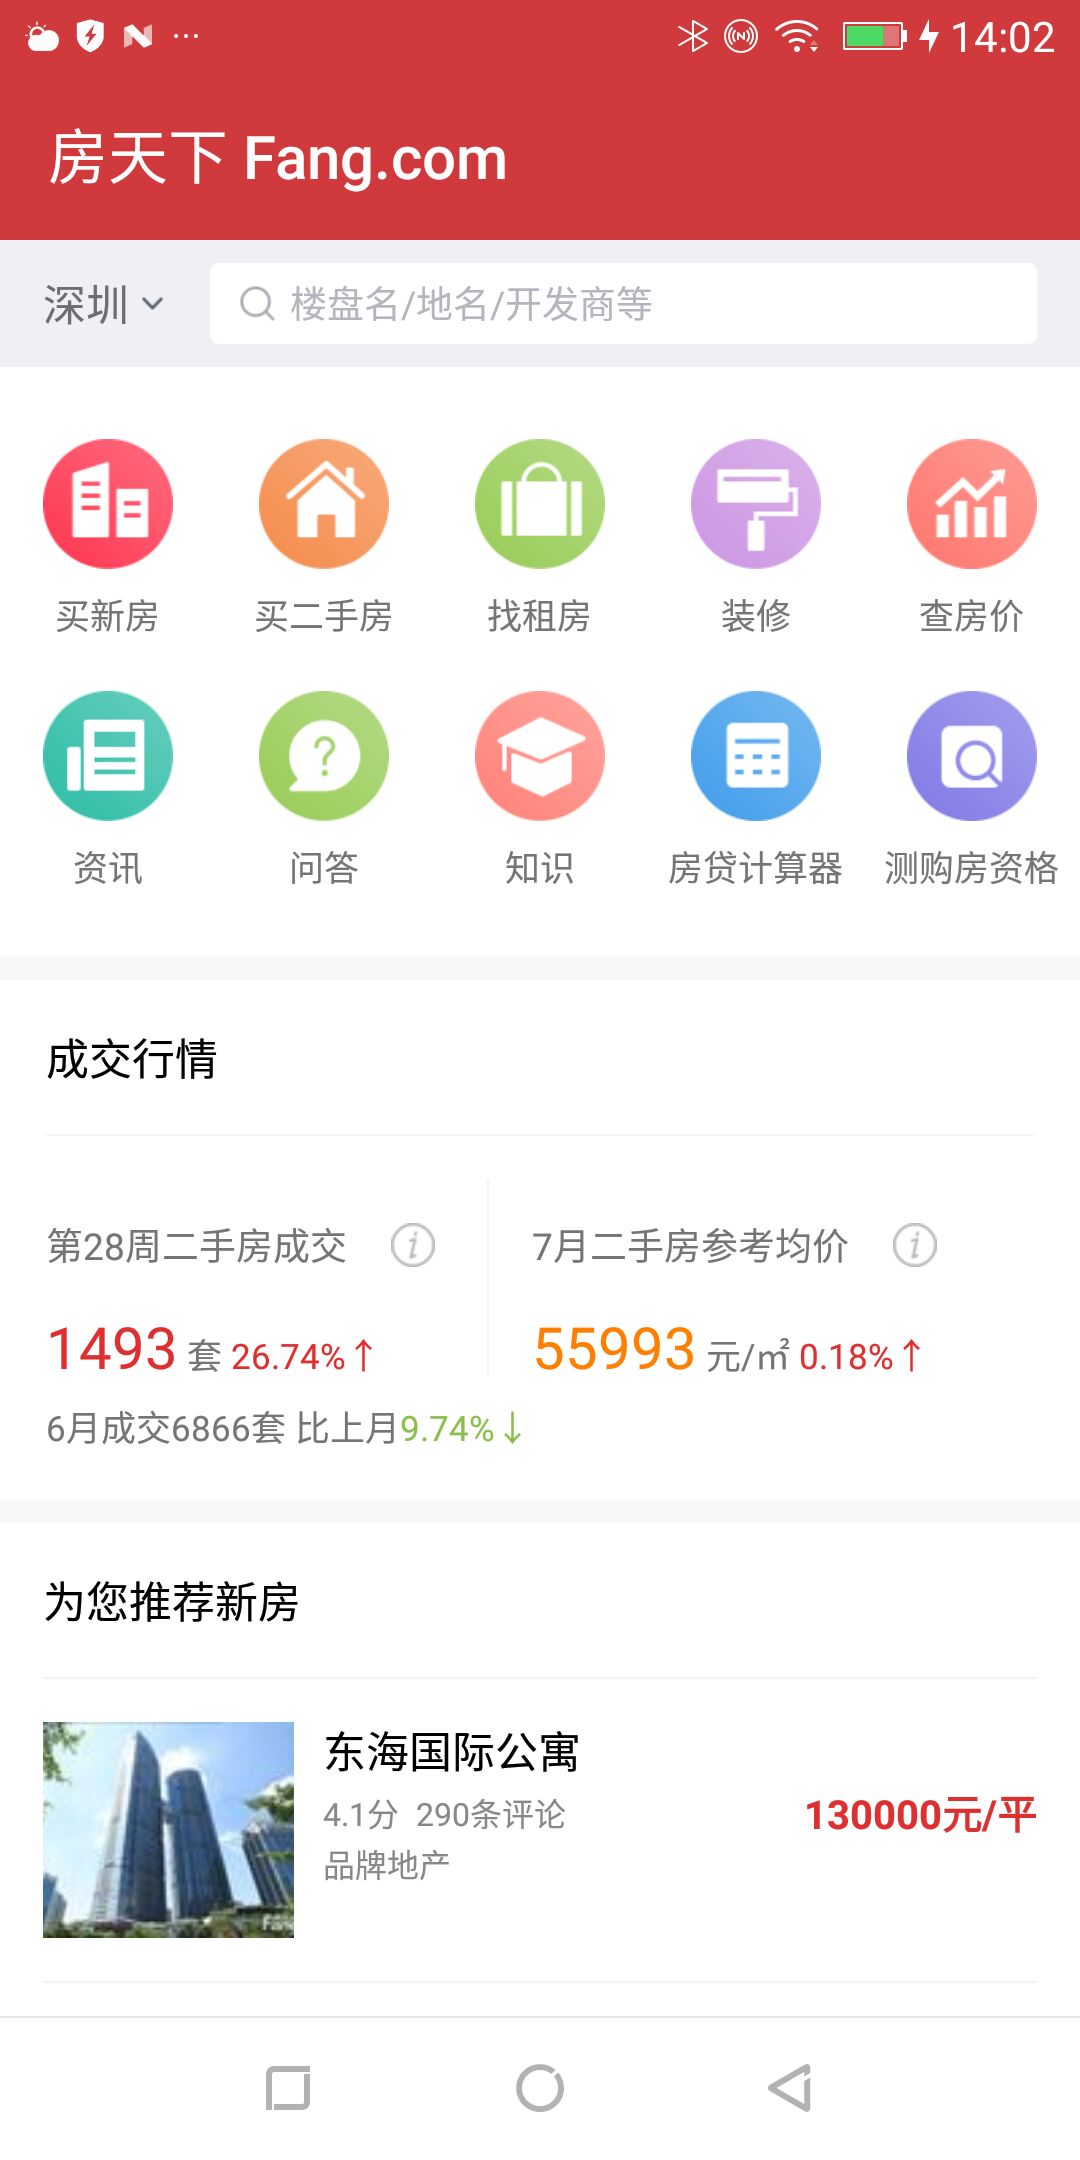 14:02
房天下 Fang.com
深圳 楼盘名/地名/开发商等
买新房 买二手房 找租房 装修 查房价
资讯 问答 知识 房贷计算器 测购房资格
成交行情
第28周二手房成交 7月二手房参考均价
1493 套 26.74%↑ 55993 元/㎡ 0.18%↑
6月成交6866套 比上月9.74%↓
为您推荐新房
东海国际公寓
4.1分 290条评论 130000元/平
品牌地产
Fang